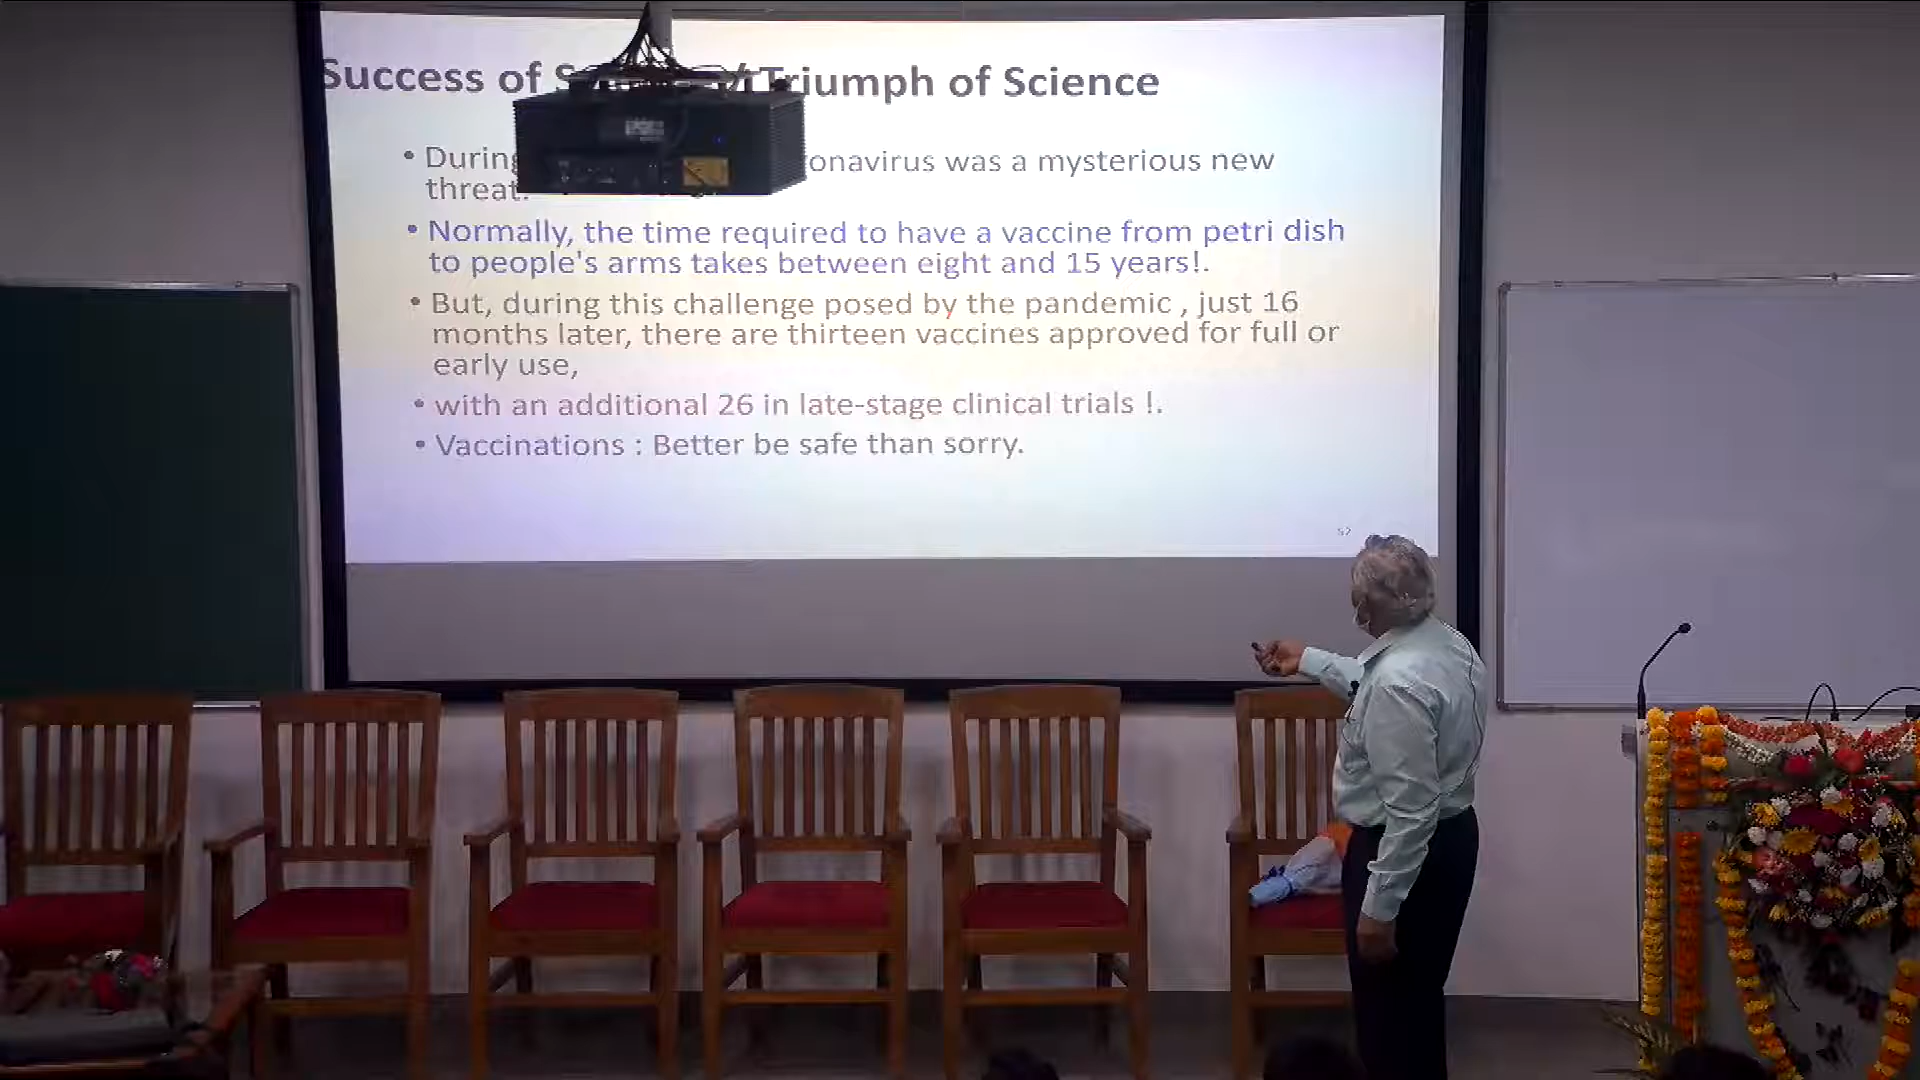 Success of Triumph of Science
• During onavirus was a mysterious new
threat.
• Normally, the time required to have a vaccine from petri dish
to people's arms takes between eight and 15 years!.
• But, during this challenge posed by the pandemic , just 16
months later, there are thirteen vaccines approved for full or
early use,
• with an additional 26 in late-stage clinical trials !.
• Vaccinations : Better be safe than sorry.
52